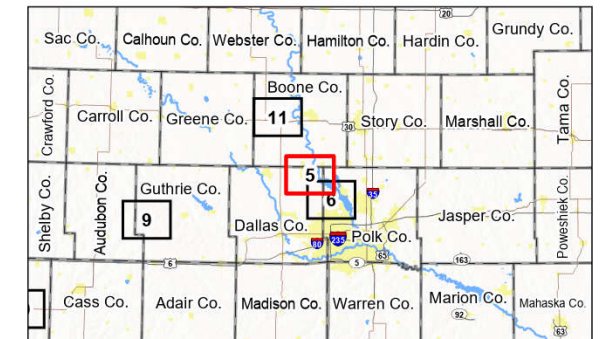 20
Sac Co. Calhoun Co. Webster Co. Hamilton Co. Hardin Co. Grundy Co.
Crawford Co. Carroll Co. Greene Co. Boone Co. 11 30 Story Co. Marshall Co. Tama Co.
Shelby Co. Audubon Co. Guthrie Co. 9 Dallas Co. 5 6 35 Polk Co. Jasper Co. Poweshiek Co.
80 235 65 163
6 5
Cass Co. Adair Co. Madison Co. Warren Co. Marion Co. Mahaska Co.
92 63